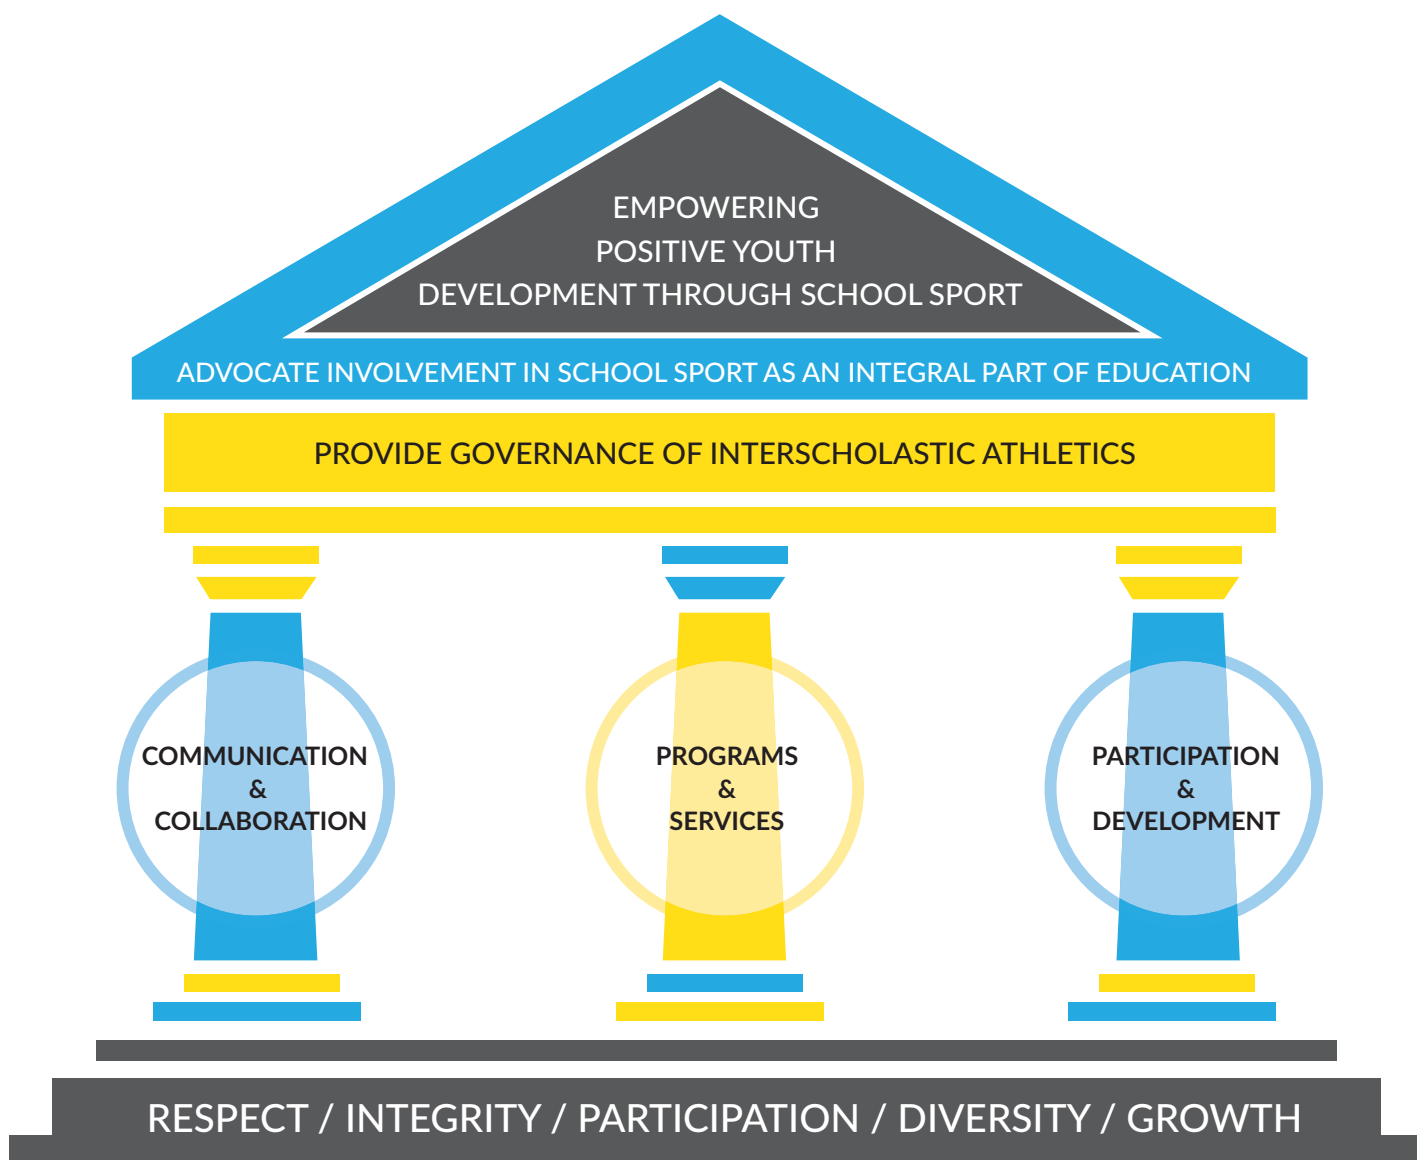 EMPOWERING
POSITIVE YOUTH
DEVELOPMENT THROUGH SCHOOL SPORT
ADVOCATE INVOLVEMENT IN SCHOOL SPORT AS AN INTEGRAL PART OF EDUCATION
PROVIDE GOVERNANCE OF INTERSCHOLASTIC ATHLETICS
COMMUNICATION
&
COLLABORATION
PROGRAMS
&
SERVICES
PARTICIPATION
&
DEVELOPMENT
RESPECT / INTEGRITY / PARTICIPATION / DIVERSITY / GROWTH